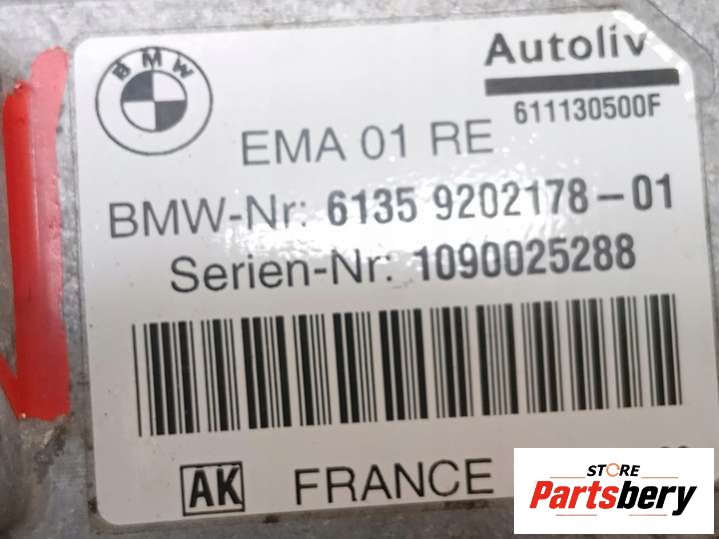 BMW
Autoliv
611130500F
EMA 01 RE
BMW-Nr: 6135 9202178-01
Serien-Nr: 1090025288
AK FRANCE
STORE
Partsbery